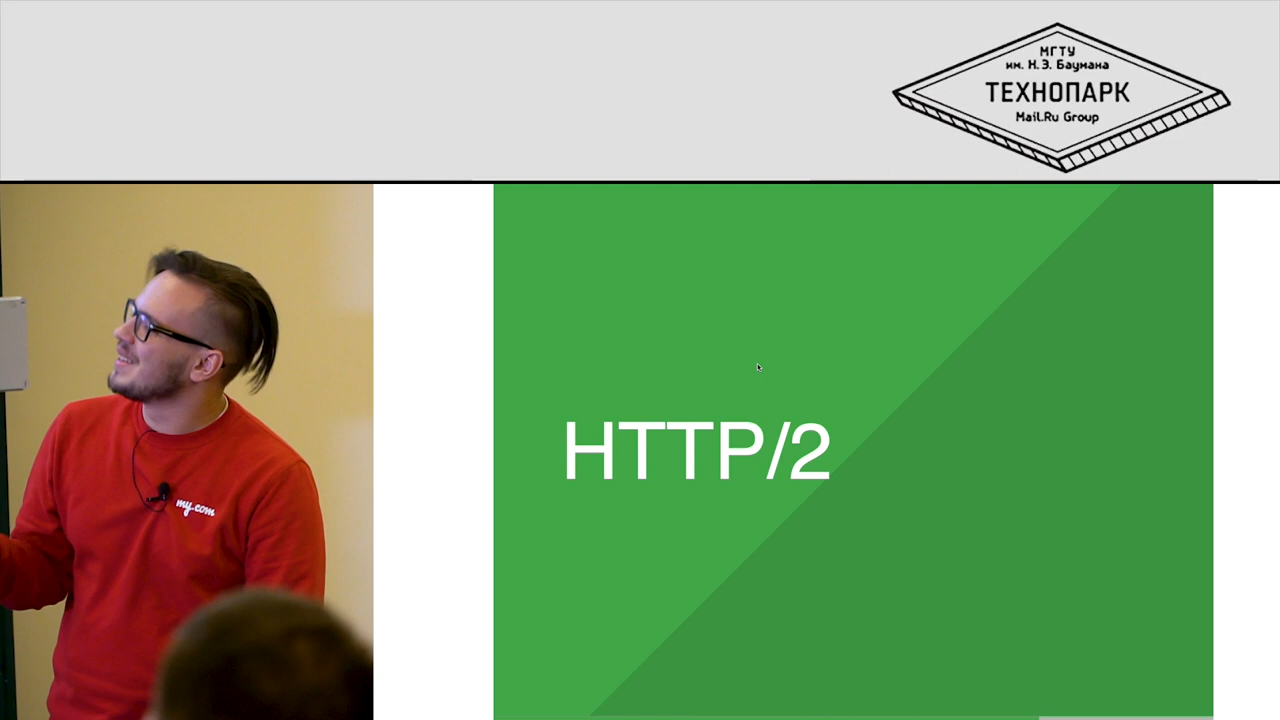 МГТУ
им. Н.Э. Баумана
ТЕХНОПАРК
Mail.Ru Group
HTTP/2
my.com